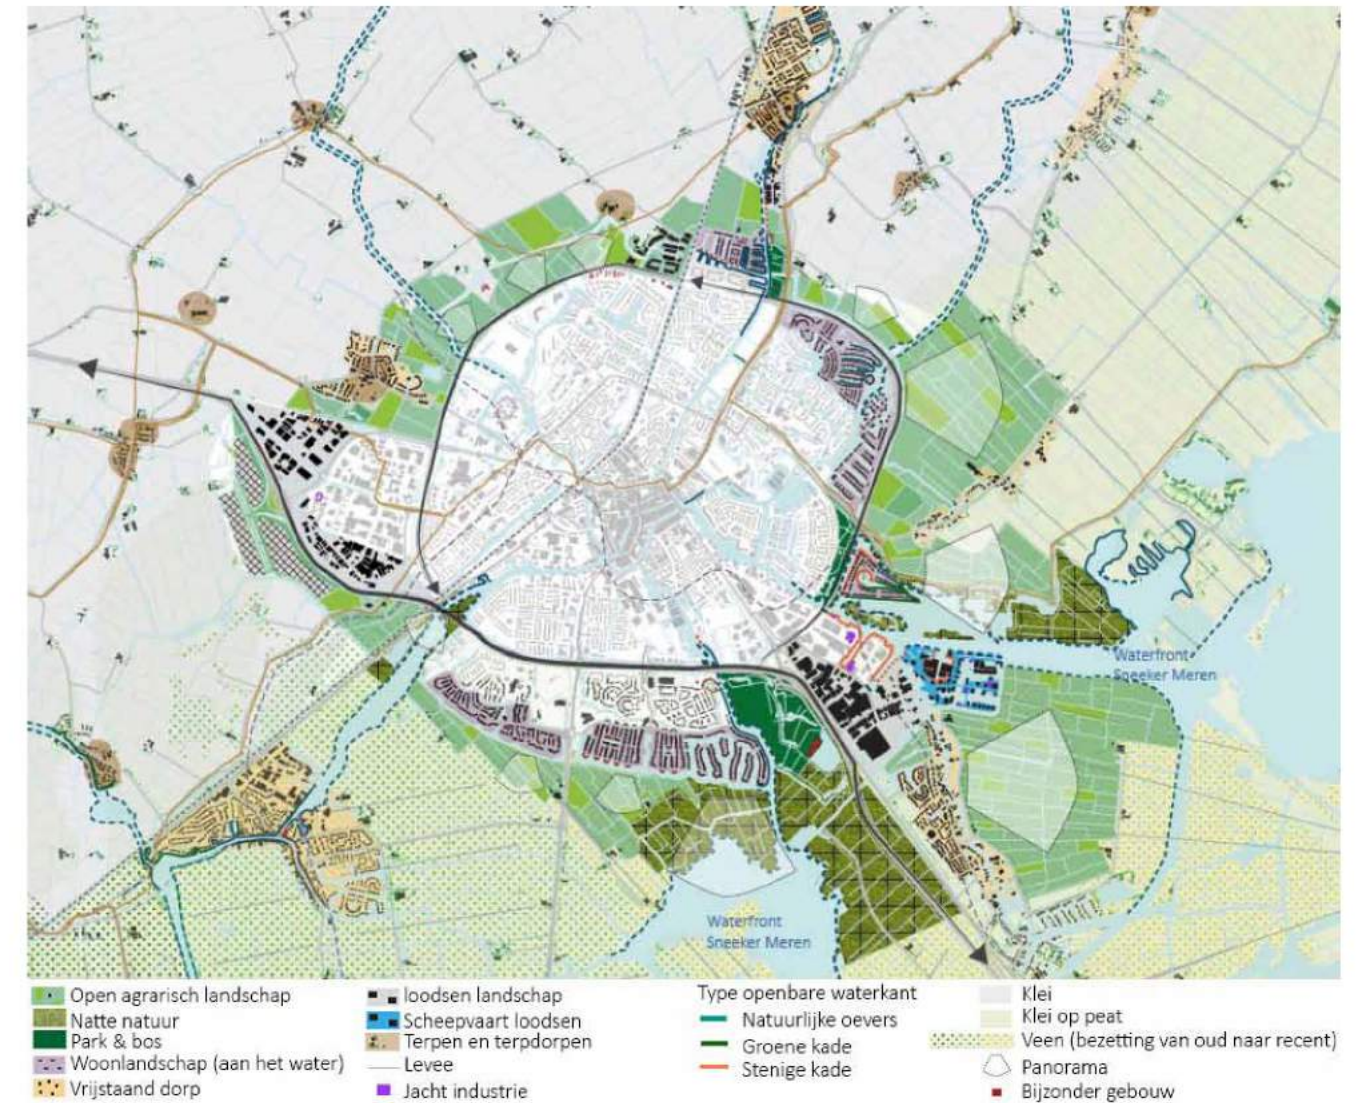 Waterfront
Sneeker Meren
Waterfront
Sneeker Meren
Open agrarisch landschap
Natte natuur
Park & bos
Woonlandschap (aan het water)
Vrijstaand dorp
loodsen landschap
Scheepvaart loodsen
Terpen en terpdorpen
Levee
Jacht industrie
Type openbare waterkant
Natuurlijke oevers
Groene kade
Stenige kade
Klei
Klei op peat
Veen (bezetting van oud naar recent)
Panorama
Bijzonder gebouw